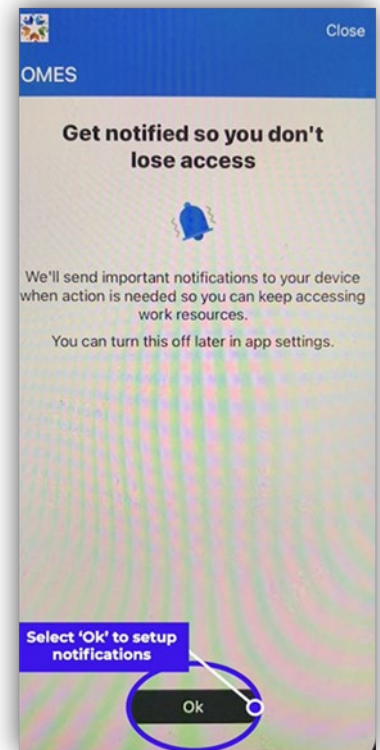 Close
OMES
Get notified so you don't
lose access
We'll send important notifications to your device
when action is needed so you can keep accessing
work resources.
You can turn this off later in app settings.
Select ‘Ok’ to setup
notifications
Ok